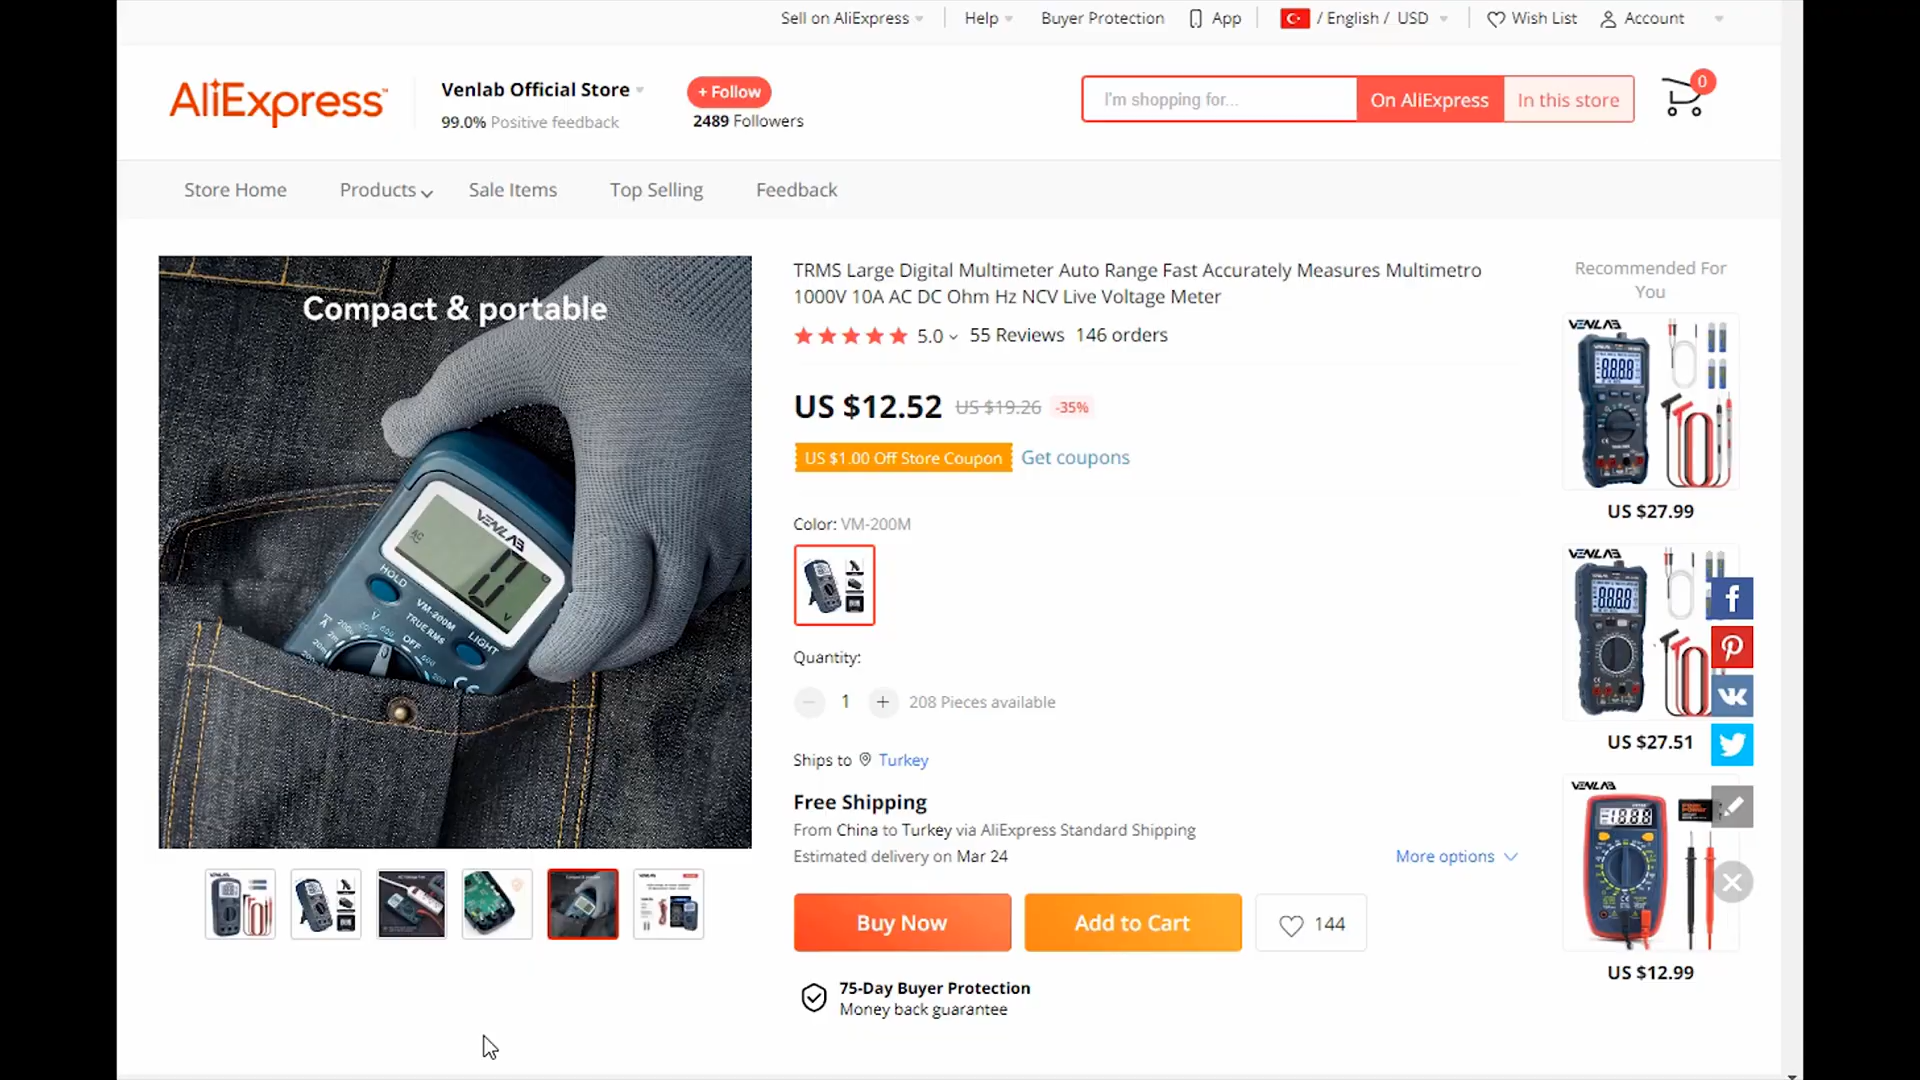 Sell on AliExpress
Help
Buyer Protection
App
/ English / USD
Wish List
Account
AliExpress™
Venlab Official Store
99.0% Positive feedback
+ Follow
2489 Followers
I'm shopping for...
On AliExpress
In this store
0
Store Home
Products
Sale Items
Top Selling
Feedback
Compact & portable
VENLAB
AC
V
HOLD
VM-200M
TRUE RMS
LIGHT
OFF
CE
TRMS Large Digital Multimeter Auto Range Fast Accurately Measures Multimetro
1000V 10A AC DC Ohm Hz NCV Live Voltage Meter
5.0
55 Reviews
146 orders
US $12.52
US $19.26
-35%
US $1.00 Off Store Coupon
Get coupons
Color: VM-200M
Quantity:
1
208 Pieces available
Ships to
Turkey
Free Shipping
From China to Turkey via AliExpress Standard Shipping
Estimated delivery on Mar 24
More options
Buy Now
Add to Cart
144
75-Day Buyer Protection
Money back guarantee
Recommended For
You
VENLAB
US $27.99
VENLAB
US $27.51
VENLAB
US $12.99